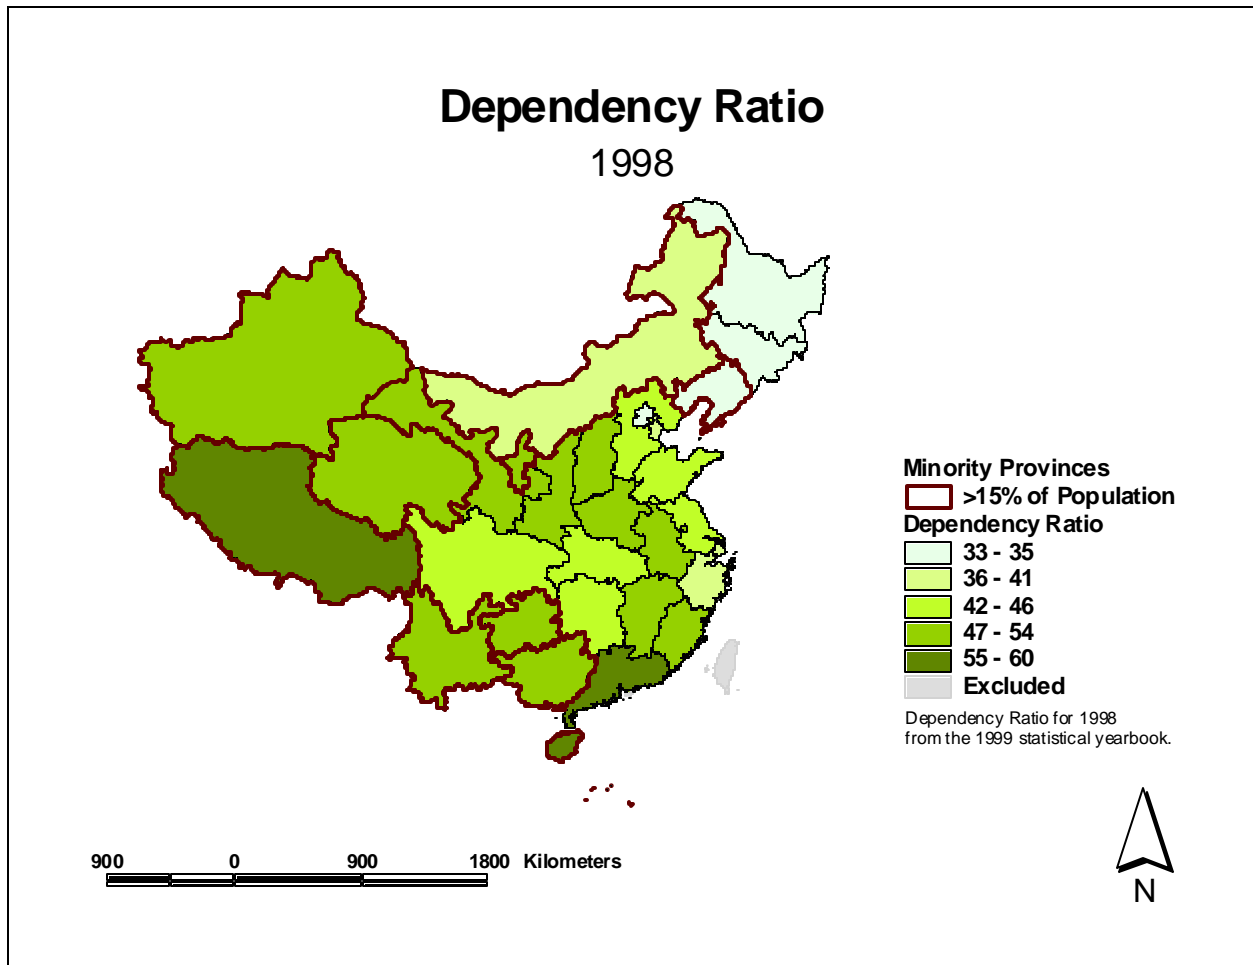 Dependency Ratio
1998
Minority Provinces
>15% of Population
Dependency Ratio
33 - 35
36 - 41
42 - 46
47 - 54
55 - 60
Excluded
Dependency Ratio for 1998
from the 1999 statistical yearbook.
900 0 900 1800 Kilometers
N